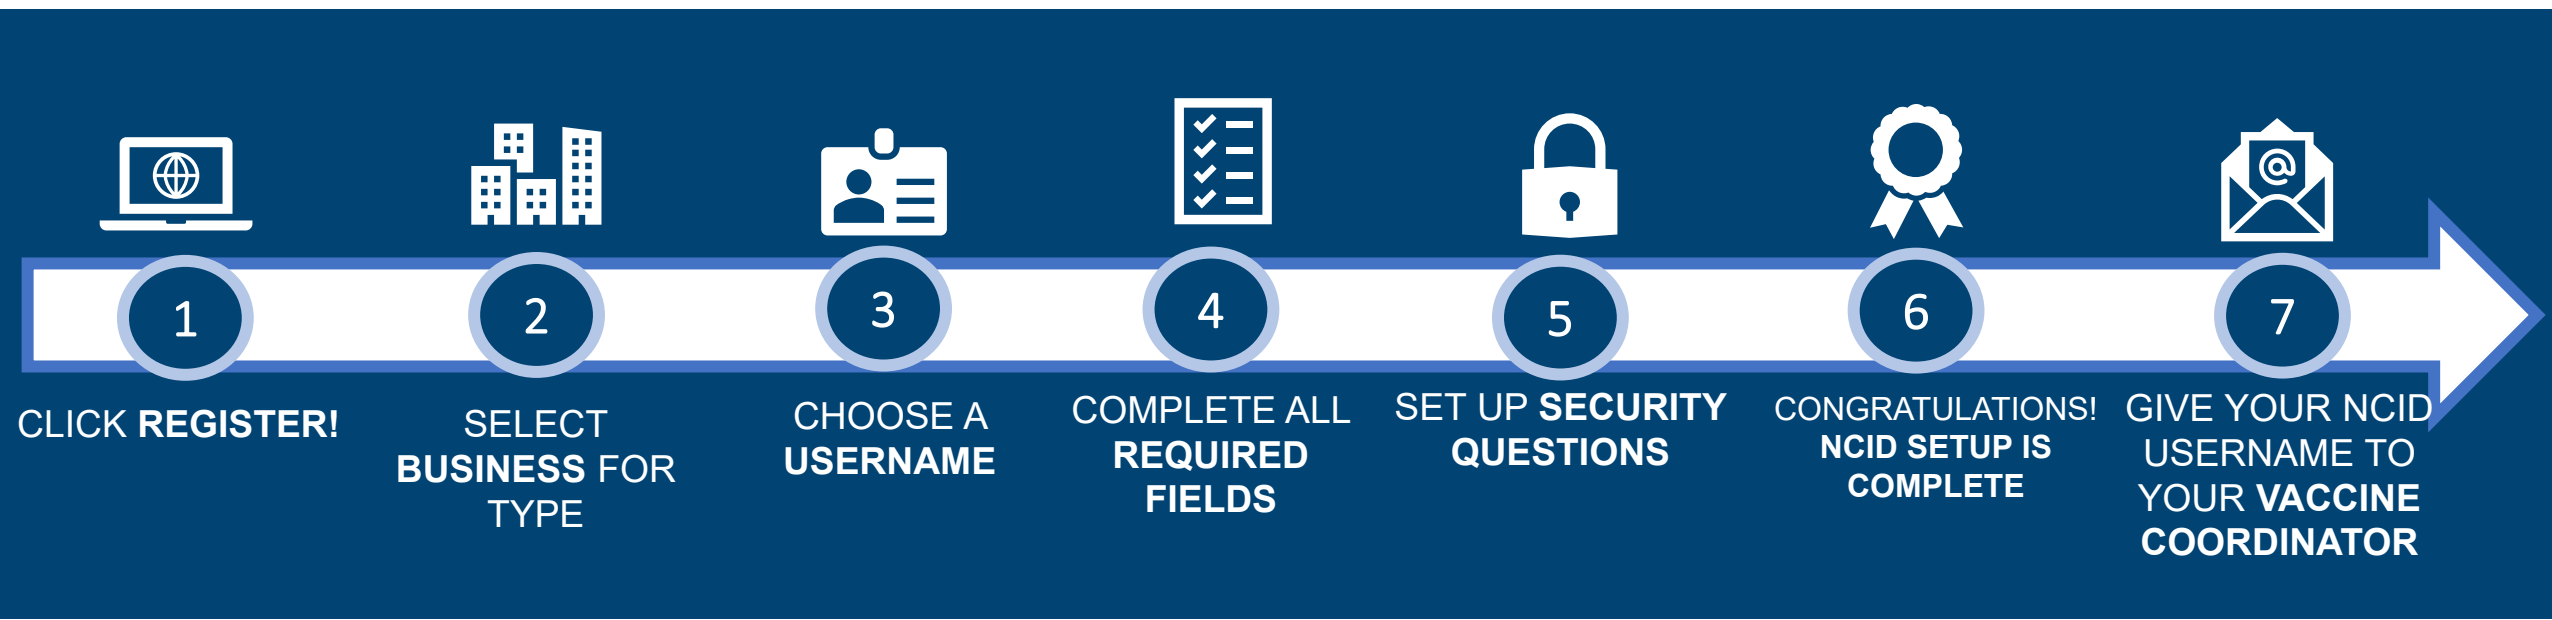 1
CLICK REGISTER!
2
SELECT
BUSINESS FOR
TYPE
3
CHOOSE A
USERNAME
4
COMPLETE ALL
REQUIRED
FIELDS
5
SET UP SECURITY
QUESTIONS
6
CONGRATULATIONS!
NCID SETUP IS
COMPLETE
@
7
GIVE YOUR NCID
USERNAME TO
YOUR VACCINE
COORDINATOR